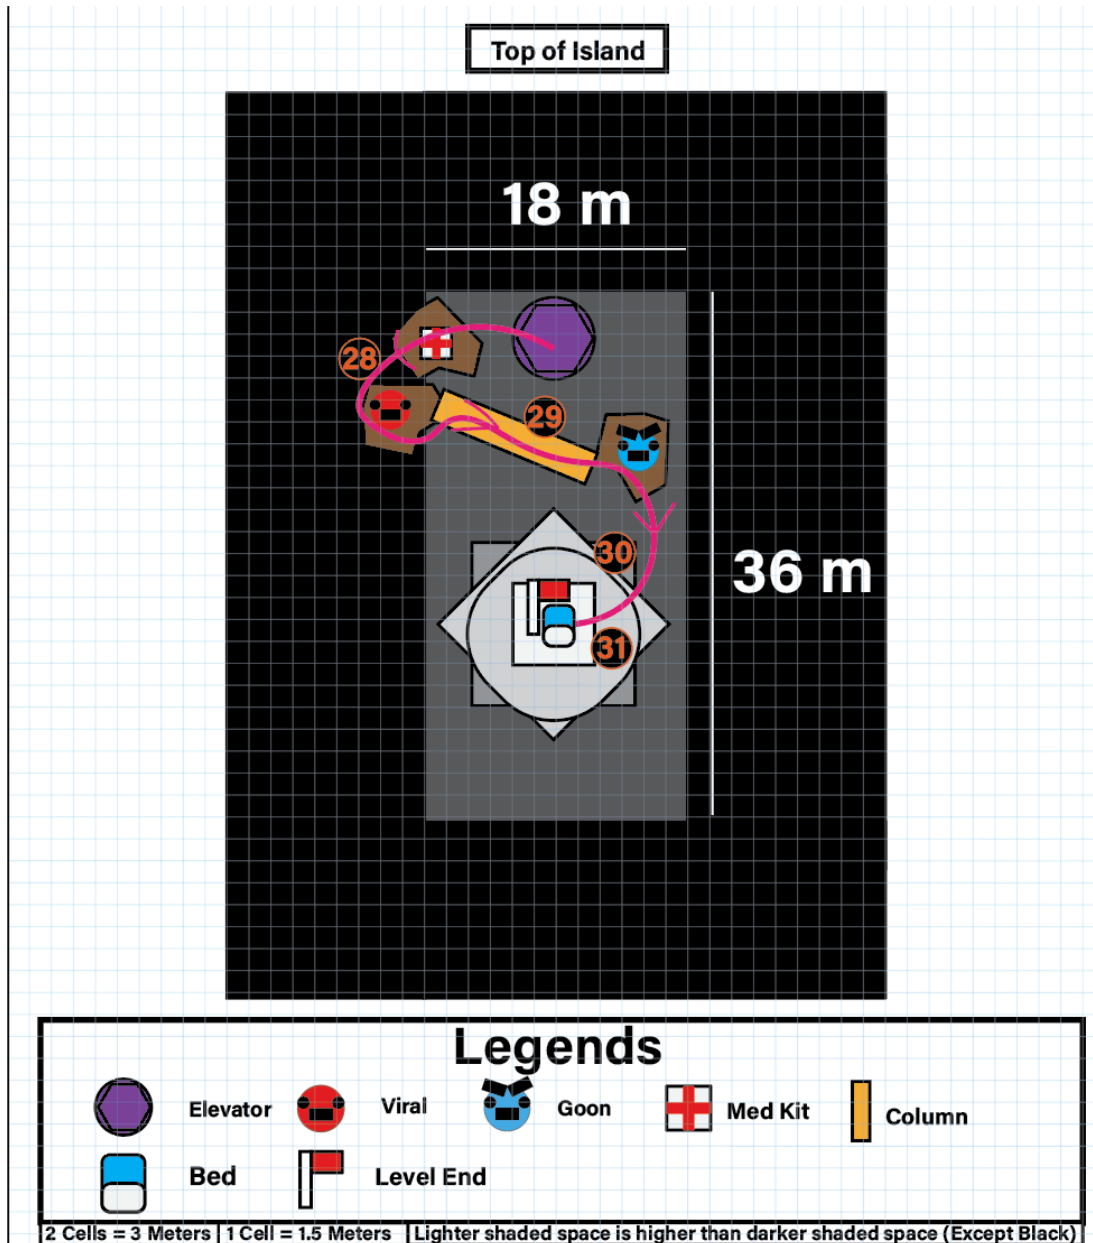 Top of Island
18 m
28
29
30
36 m
31
Legends
Elevator
Viral
Goon
Med Kit
Column
Bed
Level End
2 Cells = 3 Meters
1 Cell = 1.5 Meters
Lighter shaded space is higher than darker shaded space (Except Black)